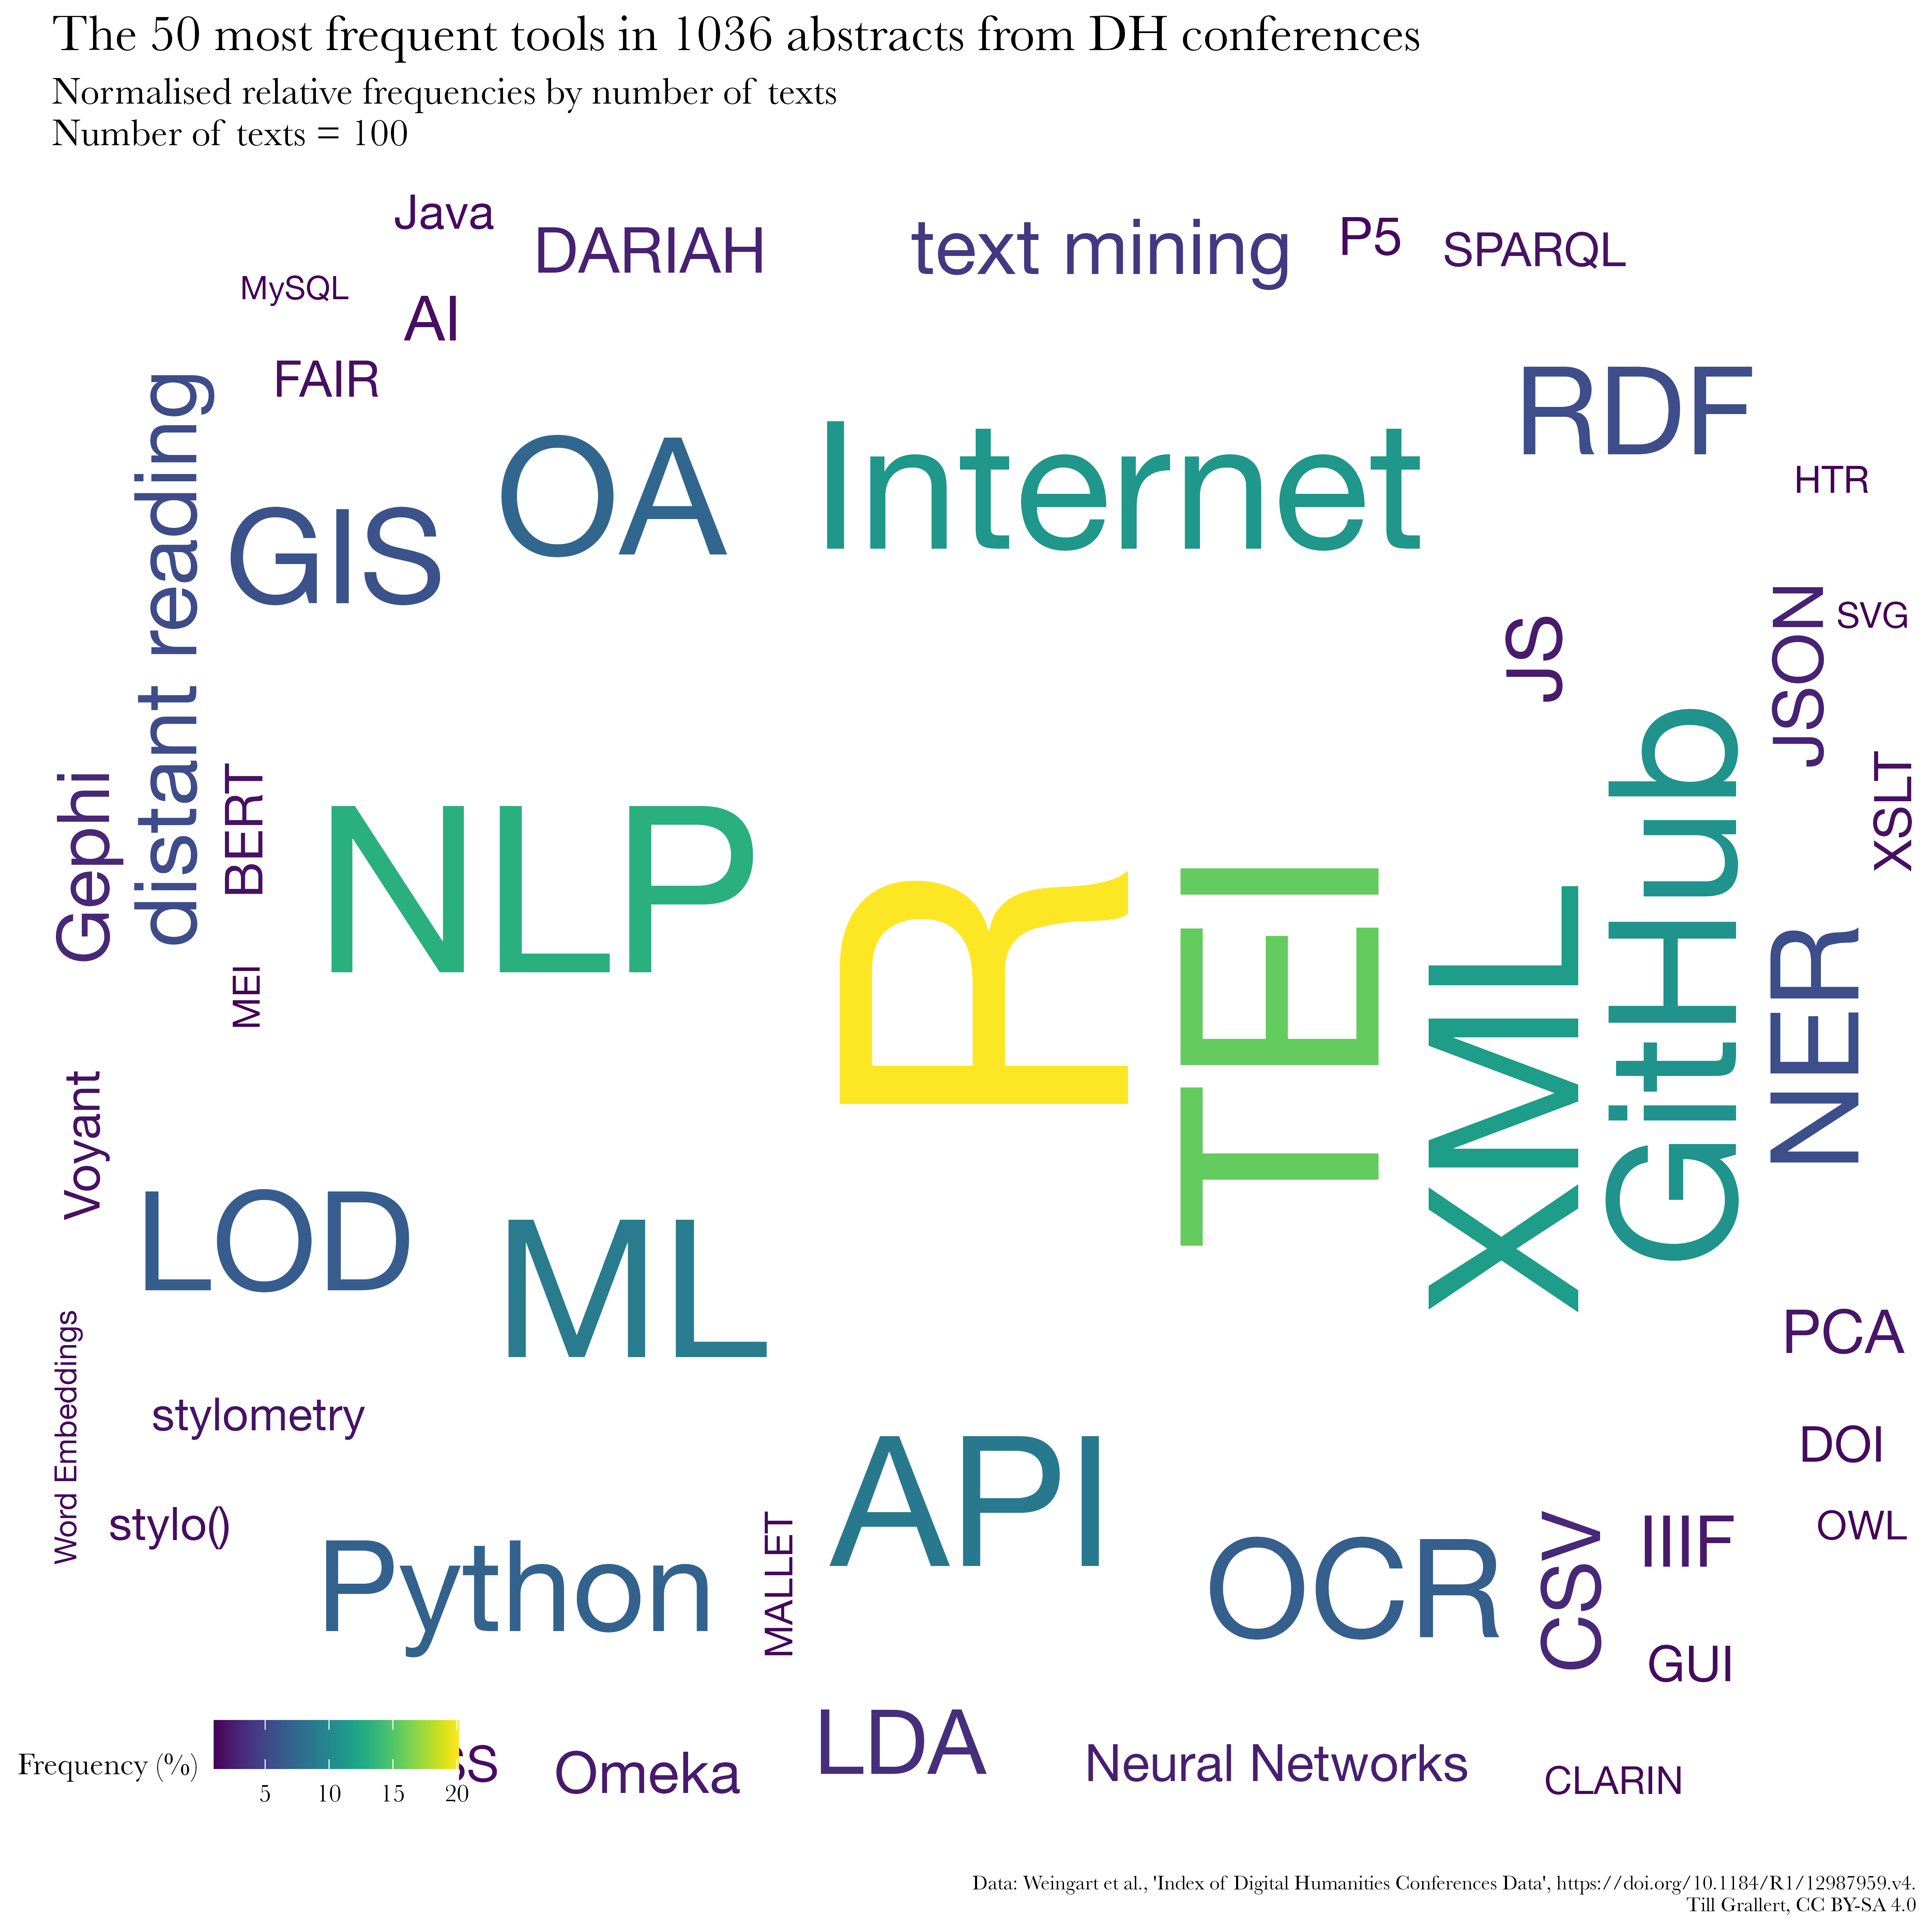 The 50 most frequent tools in 1036 abstracts from DH conferences
Normalised relative frequencies by number of texts
Number of texts = 100
Java
DARIAH
text mining
P5
SPARQL
MySQL
AI
FAIR
RDF
distant reading
GIS
OA
Internet
HTR
JS
JSON
SVG
Gephi
BERT
NLP
R
TEI
XML
GitHub
XSLT
NER
MEI
Voyant
LOD
ML
PCA
Word Embeddings
stylometry
API
DOI
stylo()
Python
MALLET
OCR
CSV
IIIF
OWL
GUI
LDA
Omeka
Neural Networks
CLARIN
Frequency (%)
5 10 15 20
Data: Weingart et al., 'Index of Digital Humanities Conferences Data', https://doi.org/10.1184/R1/12987959.v4.
Till Grallert, CC BY-SA 4.0